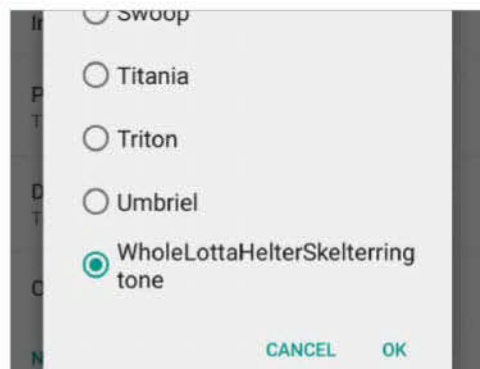 Swoop
Titania
Triton
Umbriel
WholeLottaHelterSkelterring
tone
CANCEL
OK